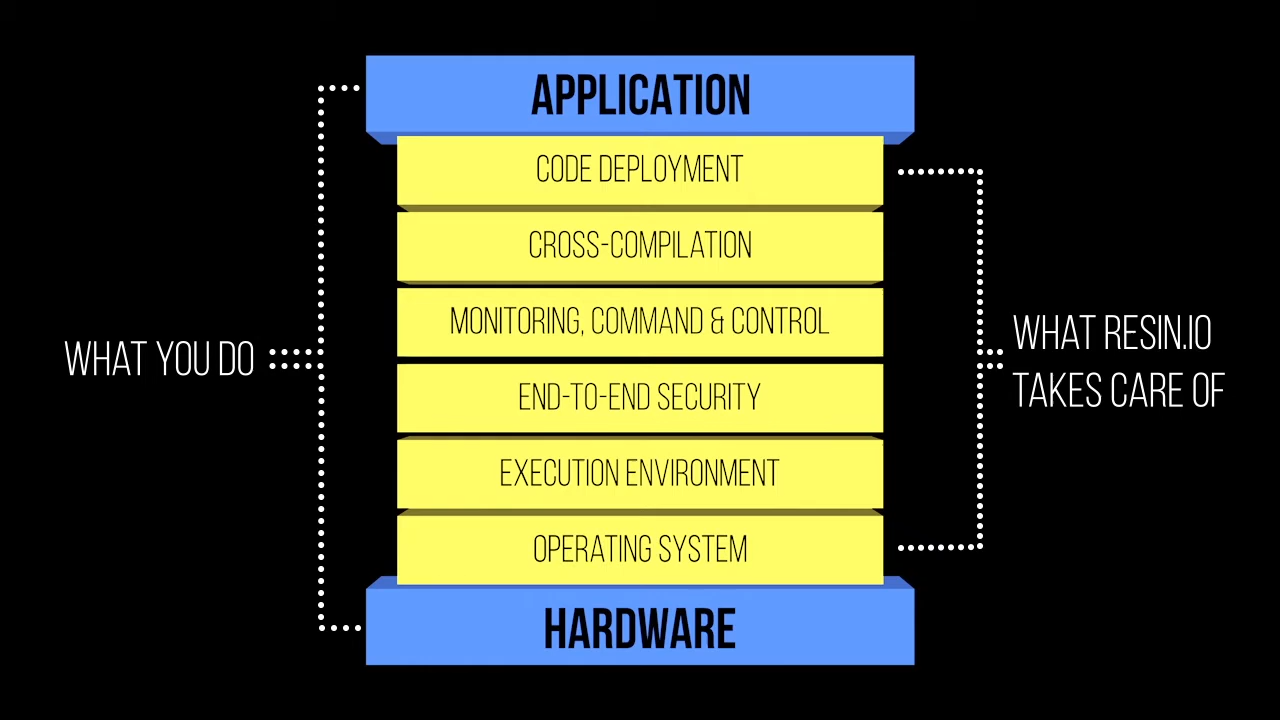 APPLICATION
CODE DEPLOYMENT
CROSS-COMPILATION
MONITORING, COMMAND & CONTROL
END-TO-END SECURITY
EXECUTION ENVIRONMENT
OPERATING SYSTEM
HARDWARE
WHAT YOU DO
WHAT RESIN.IO
TAKES CARE OF